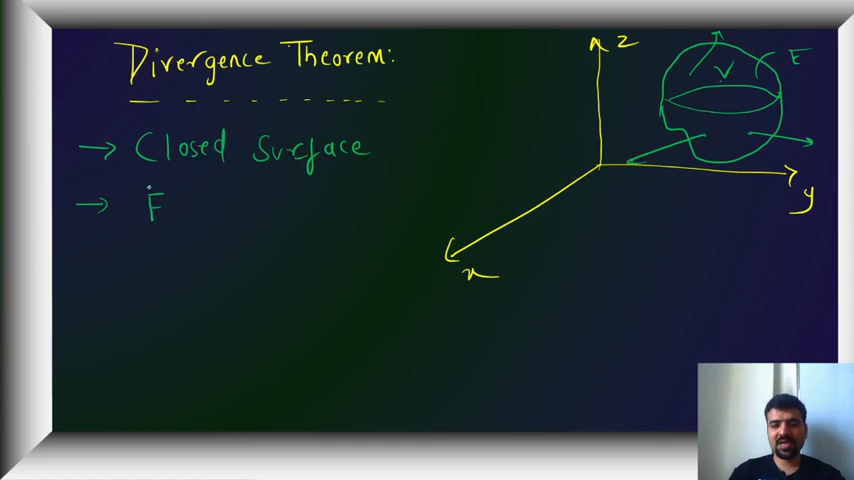 Divergence Theorem:
z
V
E
→ Closed Surface
y
→ F
x